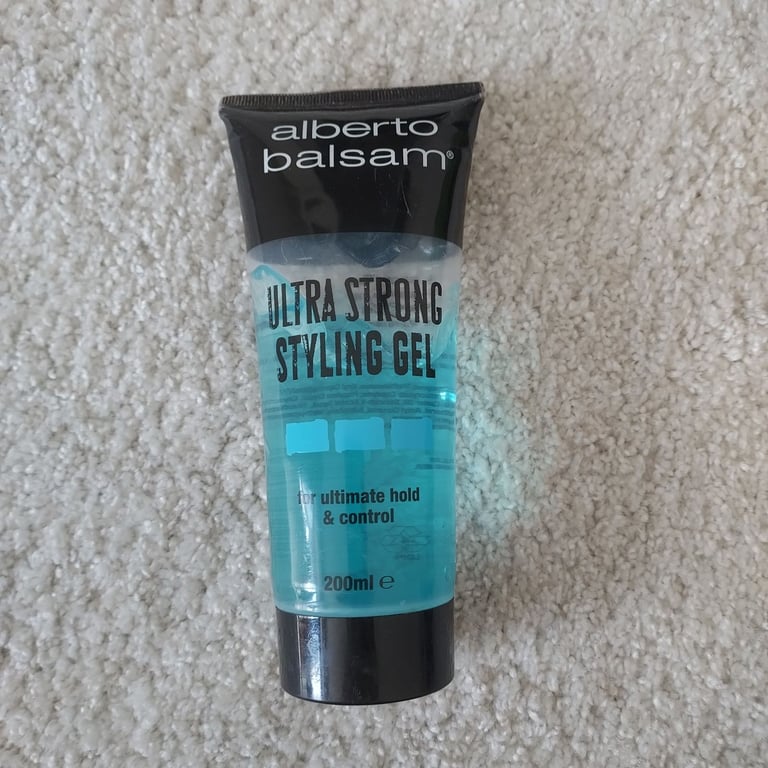 alberto
balsam®
ULTRA STRONG
STYLING GEL
for ultimate hold
& control
200ml ℮